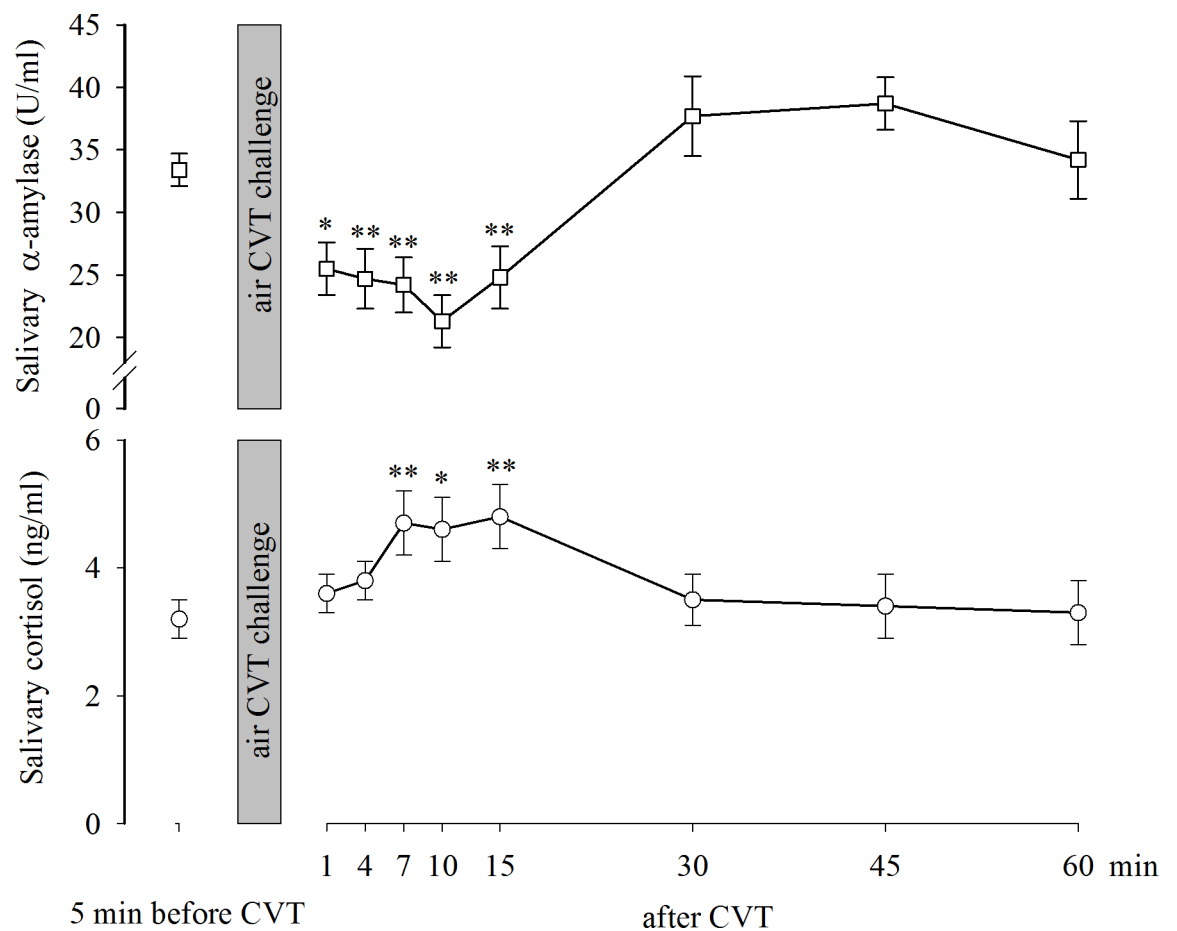 Salivary α-amylase (U/ml)
45
40
35
30
25
20
0
air CVT challenge
*
**
**
**
**
Salivary cortisol (ng/ml)
6
4
2
0
air CVT challenge
**
*
**
1 4 7 10 15 30 45 60 min
5 min before CVT
after CVT